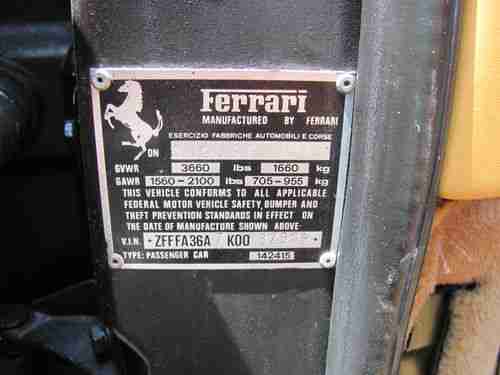 Ferrari
MANUFACTURED BY FERRARI
ESERCIZIO FABBRICHE AUTOMOBILI E CORSE
ON
GVWR 3660 lbs 1660 kg
GAWR 1560-2100 lbs 705-955 kg
THIS VEHICLE CONFORMS TO ALL APPLICABLE
FEDERAL MOTOR VEHICLE SAFETY, BUMPER AND
THEFT PREVENTION STANDARDS IN EFFECT ON
THE DATE OF MANUFACTURE SHOWN ABOVE
V.I.N. ZFFFA36A K00
TYPE: PASSENGER CAR 142415